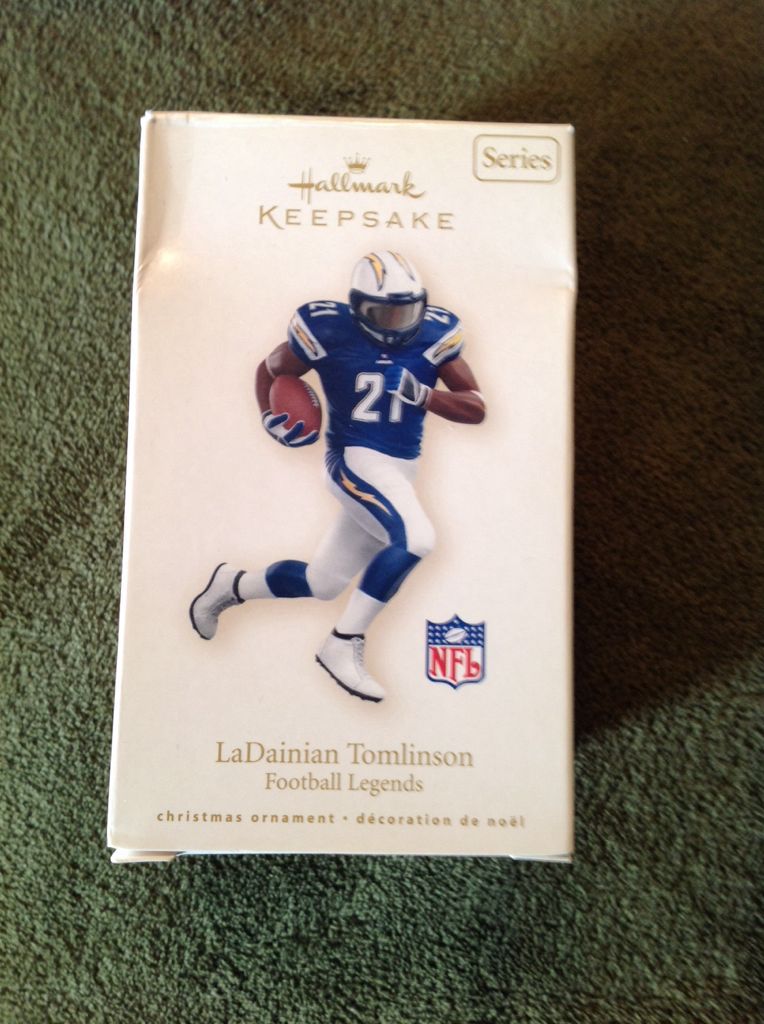 Series
Hallmark
KEEPSAKE
21
21
21
NFL
LaDainian Tomlinson
Football Legends
christmas ornament • décoration de noël